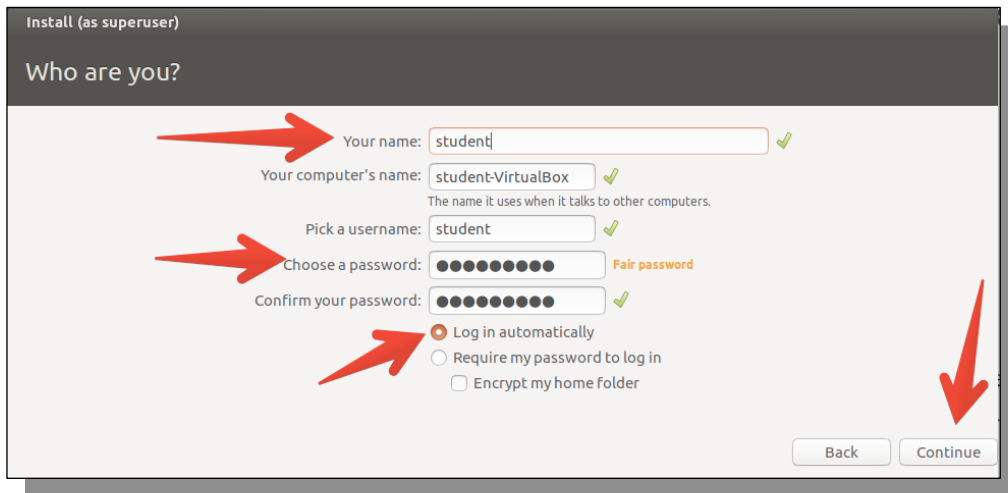 Install (as superuser)
Who are you?
Your name: student
Your computer's name: student-VirtualBox
The name it uses when it talks to other computers.
Pick a username: student
Choose a password: ●●●●●●●●● Fair password
Confirm your password: ●●●●●●●●●
Log in automatically
Require my password to log in
Encrypt my home folder
Back Continue